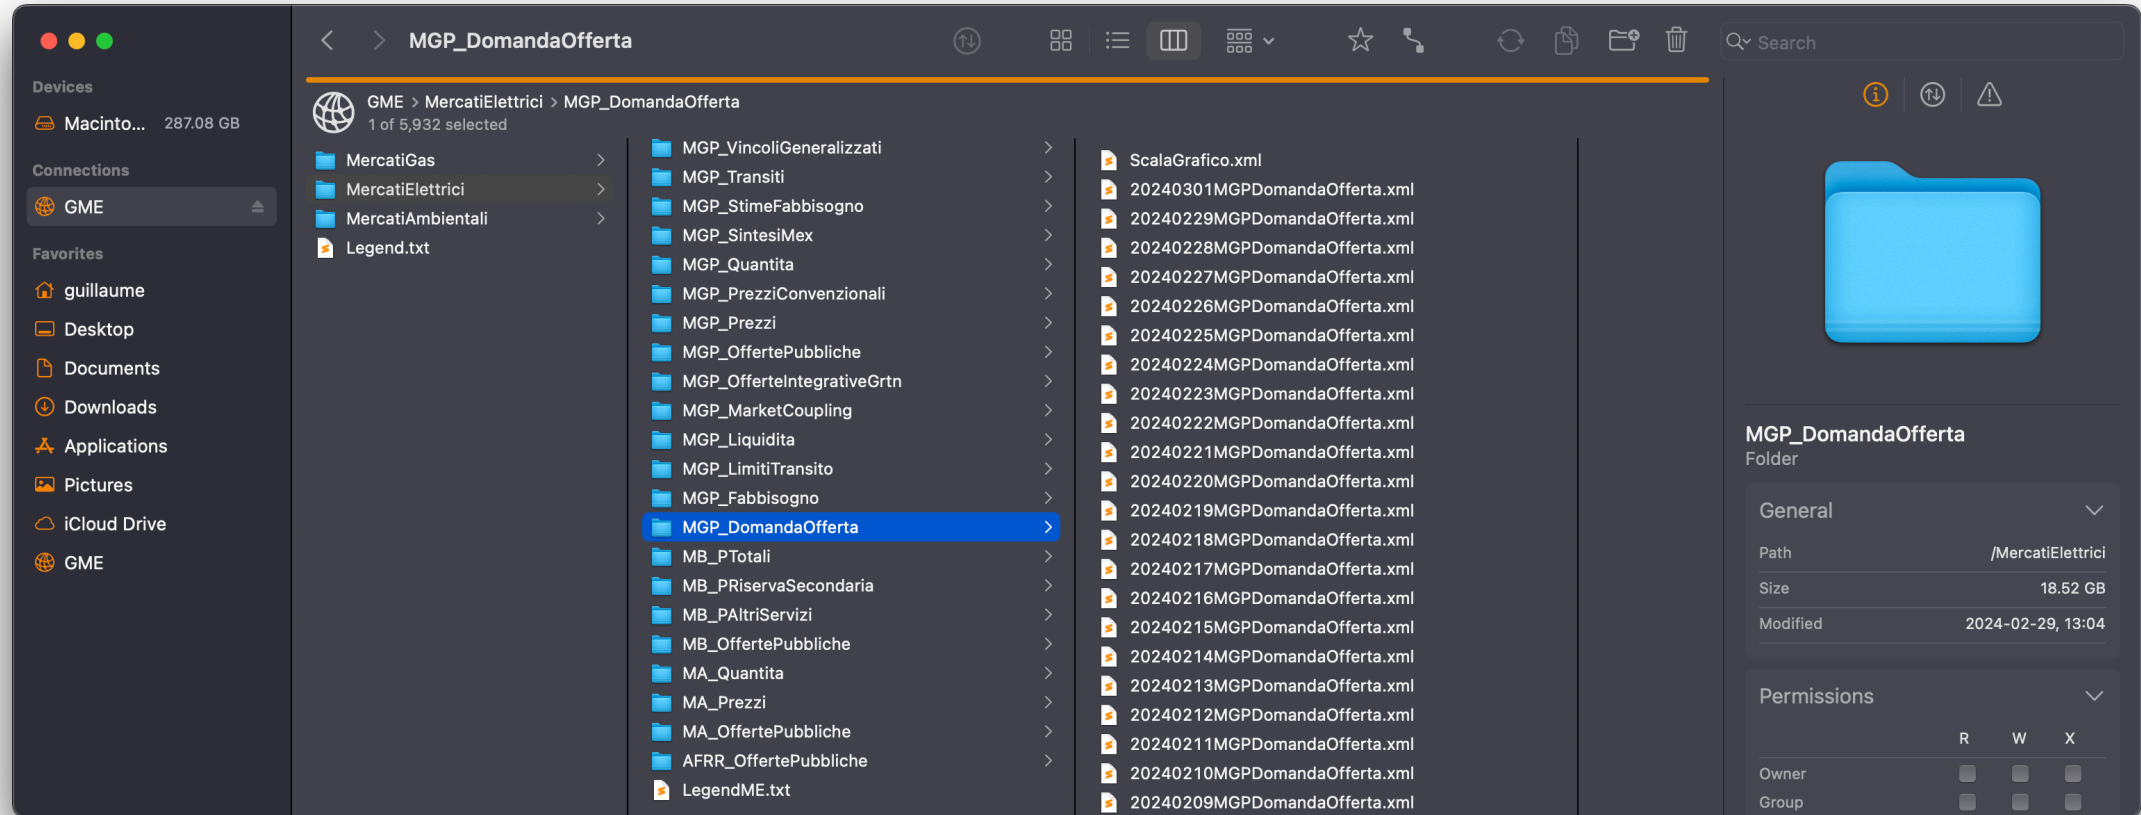 MGP_DomandaOfferta
Search
Devices
Macinto... 287.08 GB
Connections
GME
Favorites
guillaume
Desktop
Documents
Downloads
Applications
Pictures
iCloud Drive
GME
GME > MercatiElettrici > MGP_DomandaOfferta
1 of 5,932 selected
MercatiGas
MercatiElettrici
MercatiAmbientali
Legend.txt
MGP_VincoliGeneralizzati
MGP_Transiti
MGP_StimeFabbisogno
MGP_SintesiMex
MGP_Quantita
MGP_PrezziConvenzionali
MGP_Prezzi
MGP_OffertePubbliche
MGP_OfferteIntegrativeGrtn
MGP_MarketCoupling
MGP_Liquidita
MGP_LimitiTransito
MGP_Fabbisogno
MGP_DomandaOfferta
MB_PTotali
MB_PRiservaSecondaria
MB_PAltriServizi
MB_OffertePubbliche
MA_Quantita
MA_Prezzi
MA_OffertePubbliche
AFRR_OffertePubbliche
LegendME.txt
ScalaGrafico.xml
20240301MGPDomandaOfferta.xml
20240229MGPDomandaOfferta.xml
20240228MGPDomandaOfferta.xml
20240227MGPDomandaOfferta.xml
20240226MGPDomandaOfferta.xml
20240225MGPDomandaOfferta.xml
20240224MGPDomandaOfferta.xml
20240223MGPDomandaOfferta.xml
20240222MGPDomandaOfferta.xml
20240221MGPDomandaOfferta.xml
20240220MGPDomandaOfferta.xml
20240219MGPDomandaOfferta.xml
20240218MGPDomandaOfferta.xml
20240217MGPDomandaOfferta.xml
20240216MGPDomandaOfferta.xml
20240215MGPDomandaOfferta.xml
20240214MGPDomandaOfferta.xml
20240213MGPDomandaOfferta.xml
20240212MGPDomandaOfferta.xml
20240211MGPDomandaOfferta.xml
20240210MGPDomandaOfferta.xml
20240209MGPDomandaOfferta.xml
MGP_DomandaOfferta
Folder
General
Path /MercatiElettrici
Size 18.52 GB
Modified 2024-02-29, 13:04
Permissions
R W X
Owner
Group